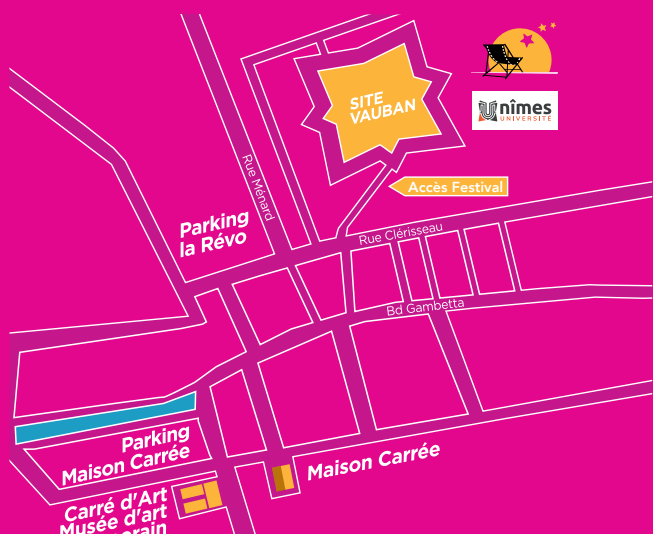 SITE
VAUBAN
nîmes
UNIVERSITE
Accès Festival
Rue Ménard
Parking
la Révo
Rue Clérisseau
Bd Gambetta
Parking
Maison Carrée
Maison Carrée
Carré d'Art
Musée d'art